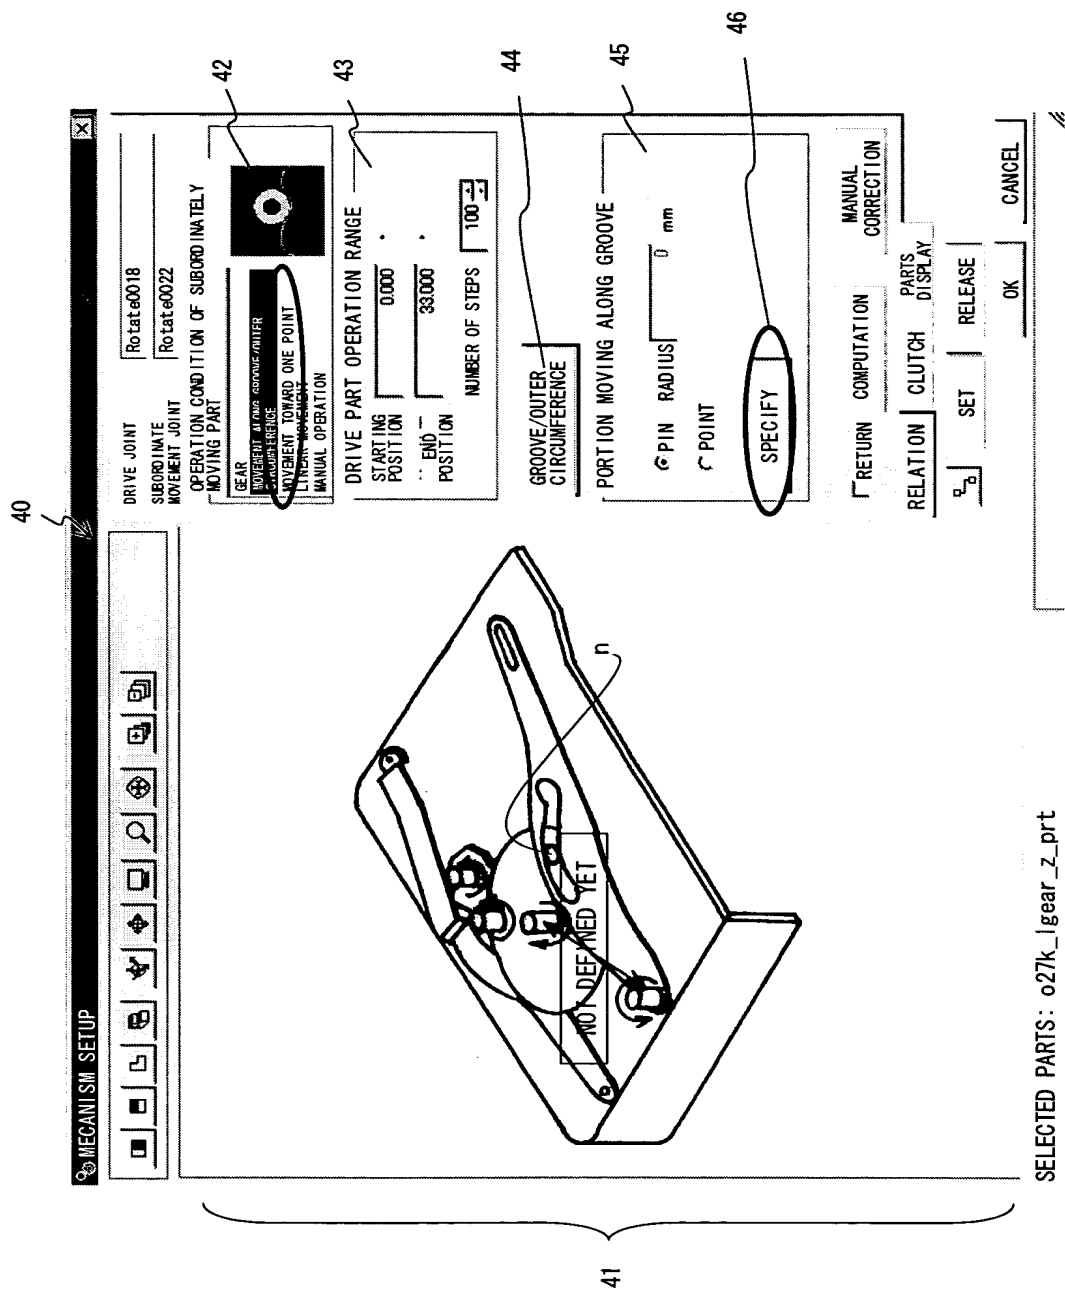 40
MECANISM SETUP
DRIVE JOINT
Rotate0018
SUBORDINATE
MOVEMENT JOINT
Rotate0022
OPERATION CONDITION OF SUBORDINATELY
MOVING PART
GEAR
MOVEMENT ALONG GROOVE/OUTER
CIRCUMFERENCE
MOVEMENT TOWARD ONE POINT
LINEAR MOVEMENT
MANUAL OPERATION
42
DRIVE PART OPERATION RANGE
STARTING
POSITION
0.000
END
POSITION
33.000
NUMBER OF STEPS
100
43
GROOVE/OUTER
CIRCUMFERENCE
44
PORTION MOVING ALONG GROOVE
PIN RADIUS
0 mm
POINT
SPECIFY
45
46
RETURN
COMPUTATION
MANUAL
CORRECTION
RELATION
CLUTCH
PARTS
DISPLAY
SET
RELEASE
OK
CANCEL
n
NOT DEFYNED YET
41
SELECTED PARTS: o27k_lgear_z_prt